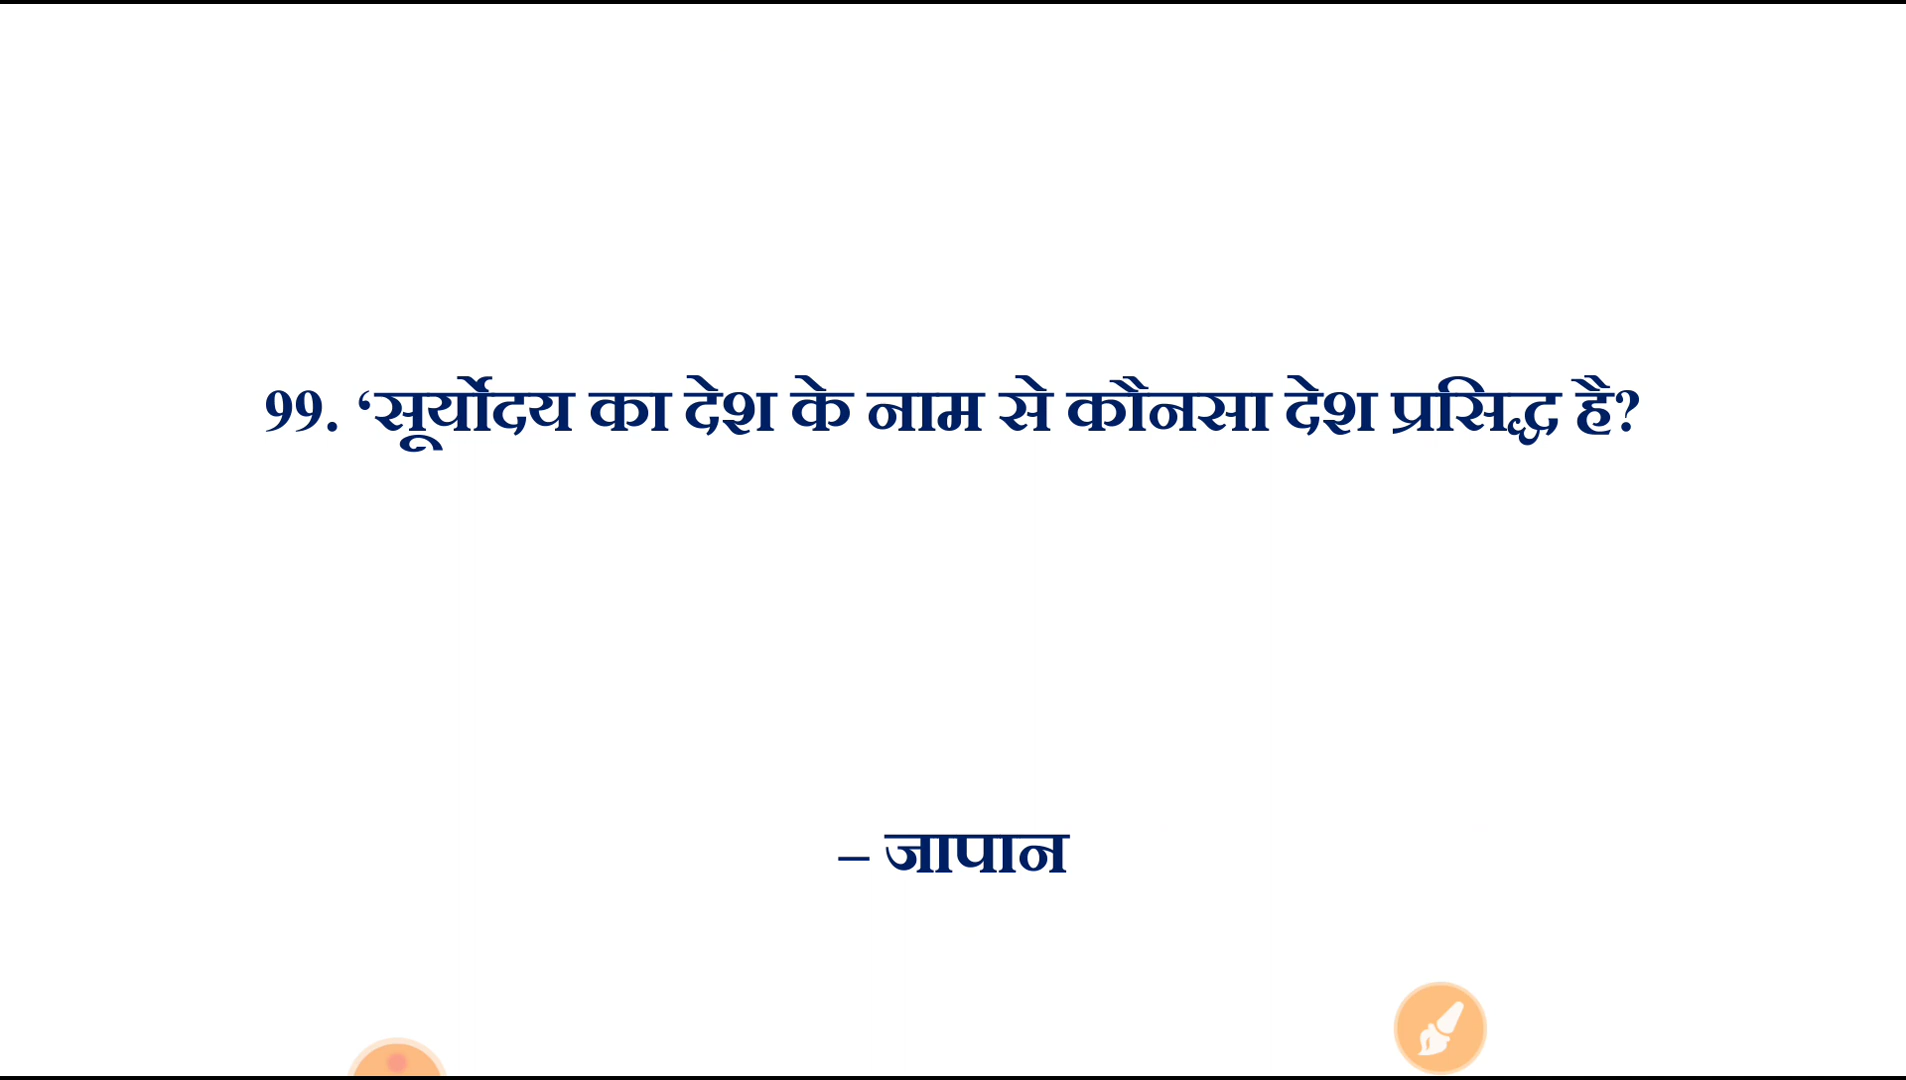 99. ‘सूर्योदय का देश के नाम से कौनसा देश प्रसिद्ध है?
– जापान